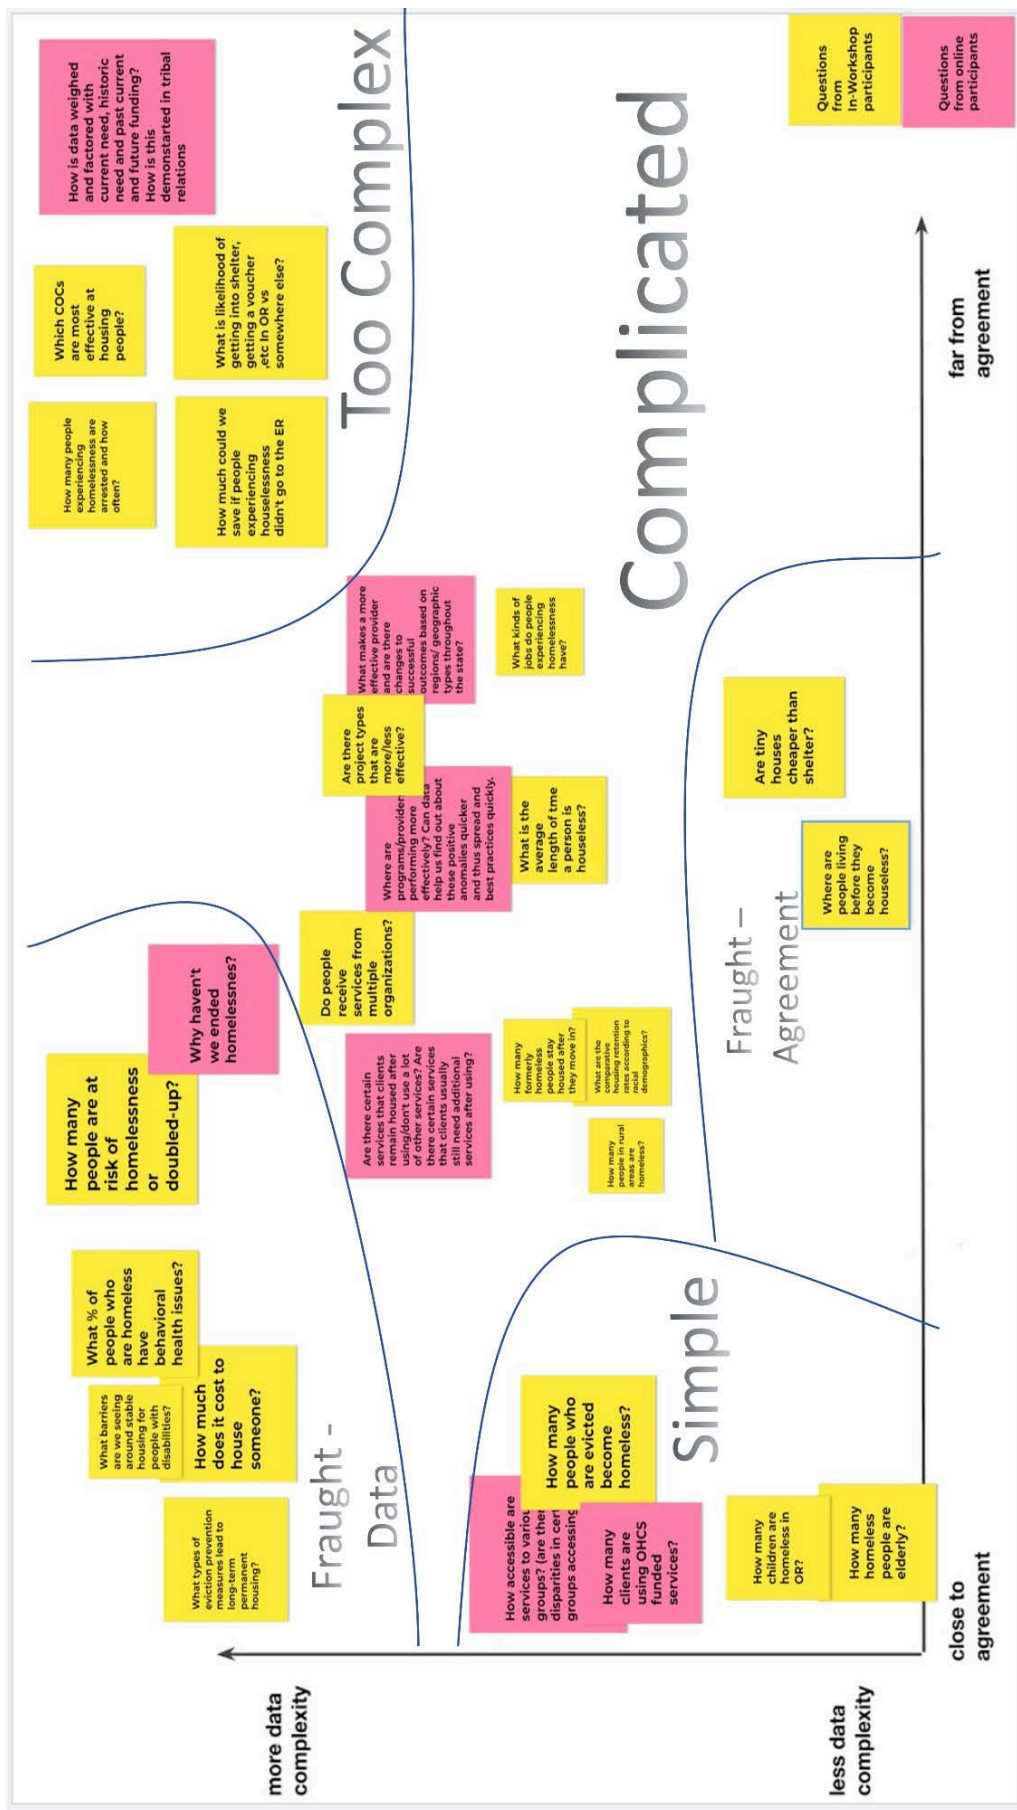 more data
complexity
less data
complexity
close to
agreement
far from
agreement
Fraught -
Data
Simple
Fraught –
Agreement
Too Complex
Complicated
What types of
eviction prevention
measures lead to
long-term
permanent
housing?
What barriers
are we seeing
around stable
housing for
people with
disabilities?
How much
does it cost to
house
someone?
What % of
people who
are homeless
have
behavioral
health issues?
How many
people are at
risk of
homelessness
or
doubled-up?
Why haven't
we ended
homelessnes?
How accessible are
services to
groups? (are
disparities in
groups accessing
How many
people who
are evicted
become
homeless?
How many
clients are
using OHCS
funded
services?
How many
children are
homeless in
OR?
How many
homeless
people are
elderly?
Are there certain
services that clients
remain housed after
using/don't use a lot
of other services? Are
there certain services
that clients usually
still need additional
services after using?
Do people
receive
services from
multiple
organizations?
How many
formerly
homeless
people stay
housed after
they move in?
What are the
comparative
housing retention
rates according to
racial
demographics?
How many
people in rural
areas are
homeless?
Where are
programs/provider
performing more
effectively? Can data
help us find out about
these positive
anomalies quicker
and thus spread and
best practices quickly.
Are there
project types
that are
more/less
effective?
What is the
average
length of tme
a person is
houseless?
What makes a more
effective provider
and are there
changes to
successful
outcomes based on
regions/ geographic
types throughout
the state?
What kinds of
jobs do people
experiencing
homelessness
have?
Where are
people living
before they
become
houseless?
Are tiny
houses
cheaper than
shelter?
How many people
experiencing
homelessness are
arrested and how
often?
How much could we
save if people
experiencing
houselessness
didn't go to the ER
Which COCs
are most
effective at
housing
people?
What is likelihood of
getting into shelter,
getting a voucher
,etc In OR vs
somewhere else?
How is data weighed
and factored with
current need, historic
need and past current
and future funding?
How is this
demonstarted in tribal
relations
Questions
from
In-Workshop
participants
Questions
from online
participants